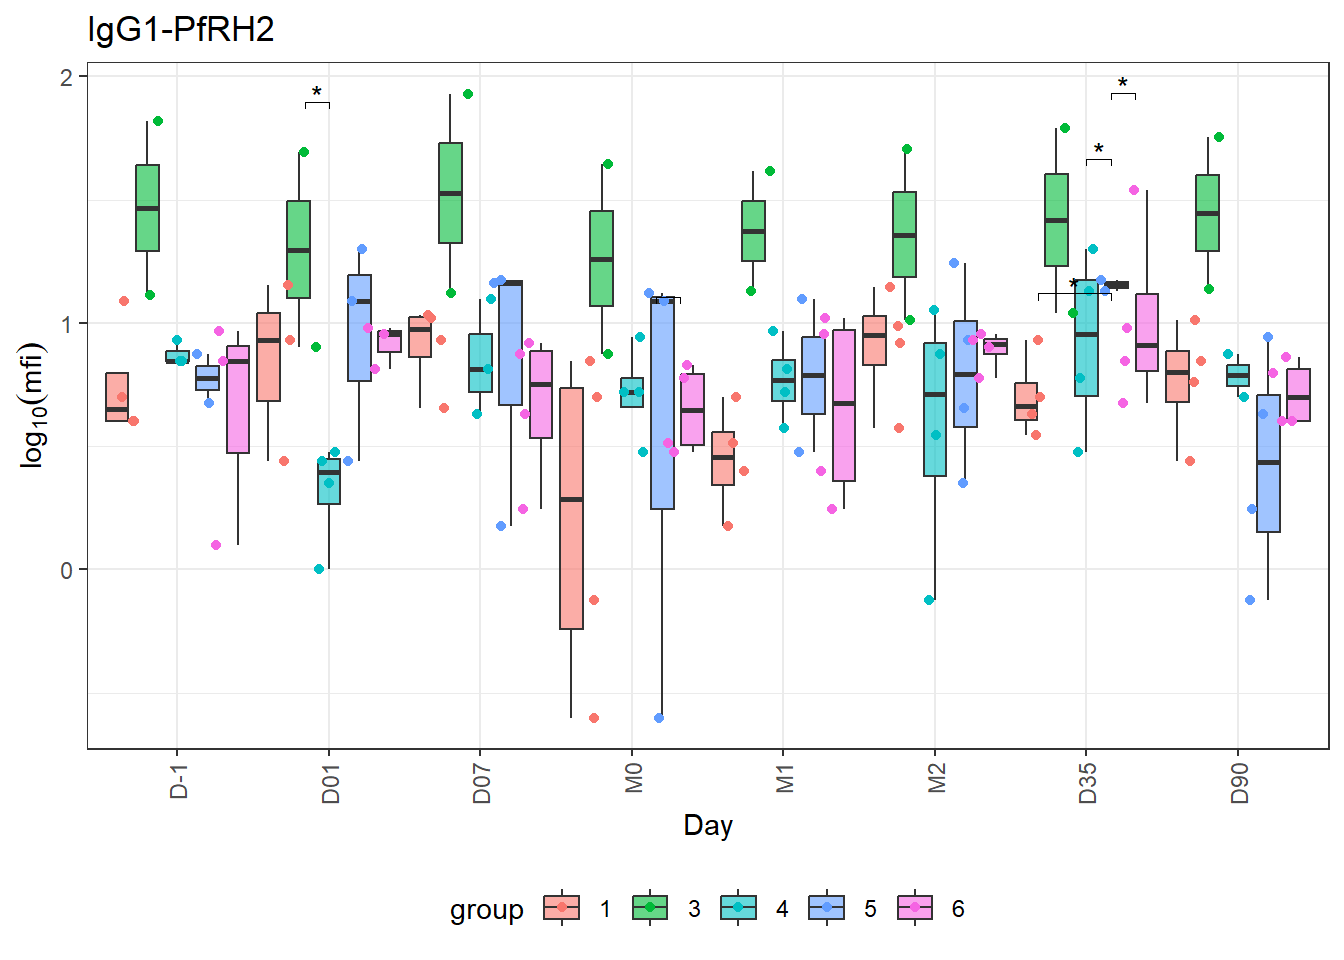 IgG1-PfRH2
2
1
0
log10(mfi)
*
*
*
*
D-1
D01
D07
M0
M1
M2
D35
D90
Day
group 1 3 4 5 6